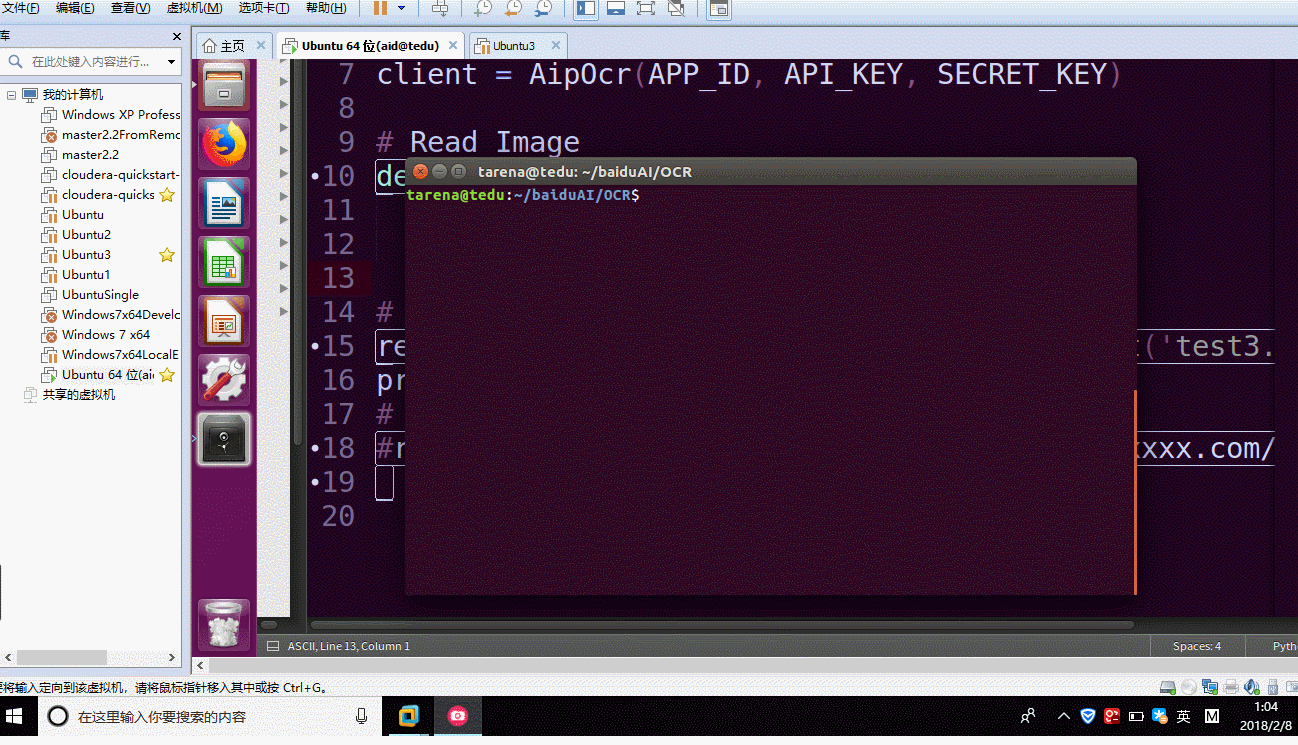 文件(F) 编辑(E) 查看(V) 虚拟机(M) 选项卡(T) 帮助(H)
库
在此处键入内容进行...
我的计算机
Windows XP Profess
master2.2FromRemo
master2.2
cloudera-quickstart-
cloudera-quicks
Ubuntu
Ubuntu2
Ubuntu3
Ubuntu1
UbuntuSingle
Windows7x64Develo
Windows 7 x64
Windows7x64LocalE
Ubuntu 64 位(aid
共享的虚拟机
主页 Ubuntu 64 位(aid@tedu) Ubuntu3
7 client = AipOcr(APP_ID, API_KEY, SECRET_KEY)
8
9 # Read Image
10 de
11
12
13
14 #
15 re t('test3.
16 pr
17 #
18 #r xxxx.com/
19
20
tarena@tedu: ~/baiduAI/OCR
tarena@tedu:~/baiduAI/OCR$
ASCII, Line 13, Column 1 Spaces: 4 Pytho
要将输入定向到该虚拟机，请将鼠标指针移入其中或按 Ctrl+G。
在这里输入你要搜索的内容
英 M
1:04
2018/2/8